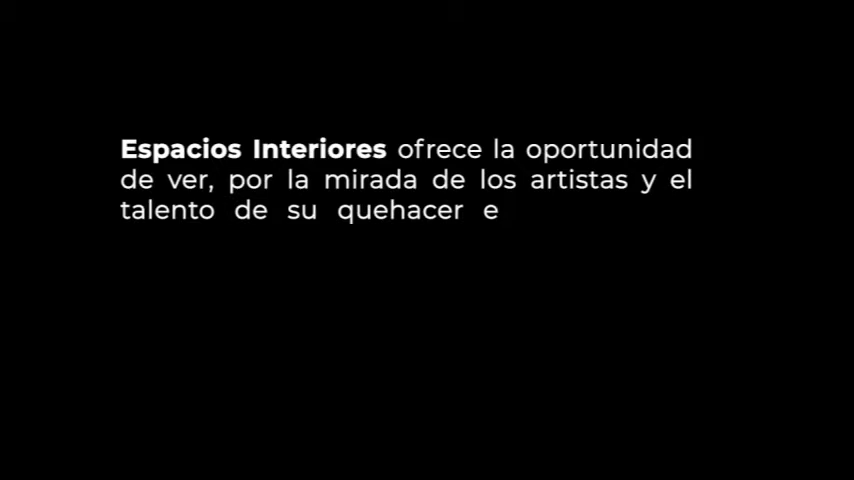 Espacios Interiores ofrece la oportunidad
de ver, por la mirada de los artistas y el
talento de su quehacer e